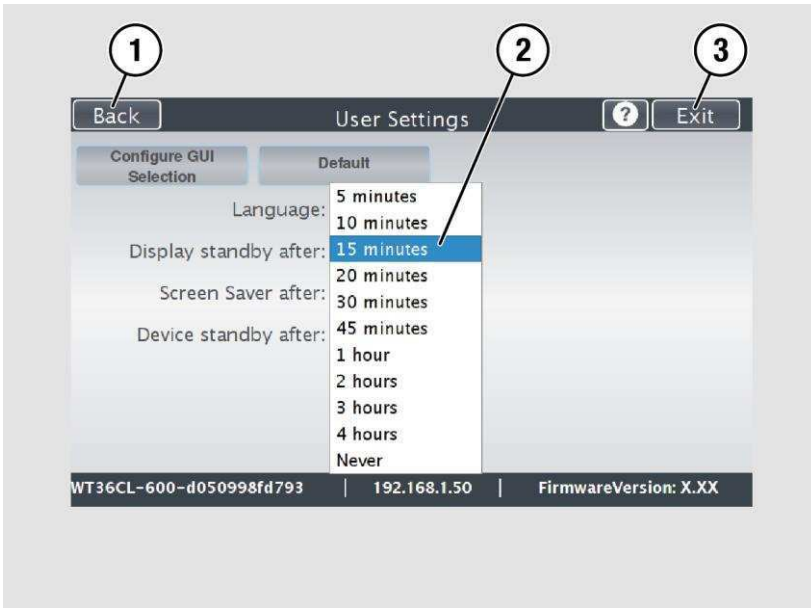 1 2 3
Back User Settings ? Exit
Configure GUI
Selection
Default
Language:
Display standby after:
Screen Saver after:
Device standby after:
5 minutes
10 minutes
15 minutes
20 minutes
30 minutes
45 minutes
1 hour
2 hours
3 hours
4 hours
Never
WT36CL-600-d050998fd793 | 192.168.1.50 | FirmwareVersion: X.XX